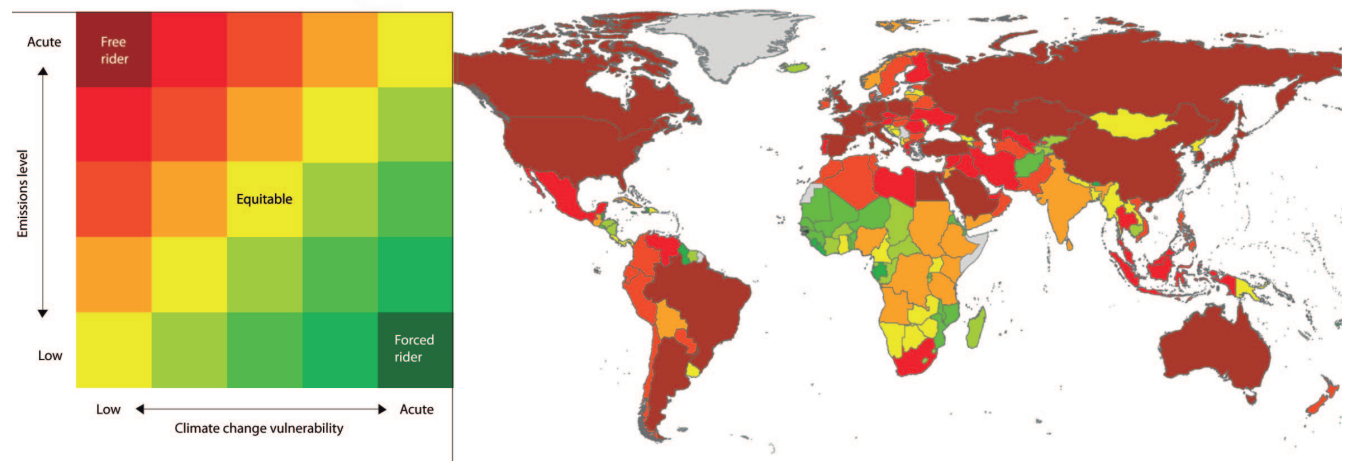 Acute
Free
rider
Emissions level
Equitable
Low
Forced
rider
Low
Acute
Climate change vulnerability